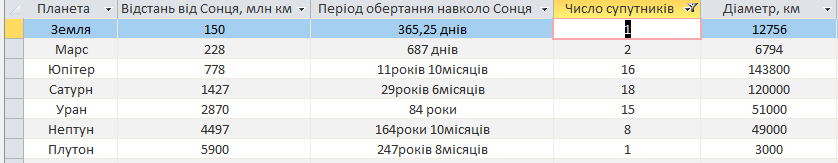 Планета Відстань від Сонця, млн км Період обертання навколо Сонця Число супутників Діаметр, км
Земля 150 365,25 днів 1 12756
Марс 228 687 днів 2 6794
Юпітер 778 11років 10місяців 16 143800
Сатурн 1427 29років 6місяців 18 120000
Уран 2870 84 роки 15 51000
Нептун 4497 164роки 10місяців 8 49000
Плутон 5900 247років 8місяців 1 3000